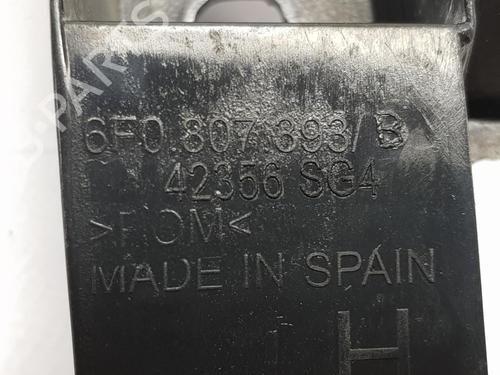 6F0.807.393/B
42356 SG4
>POM<
MADE IN SPAIN
H